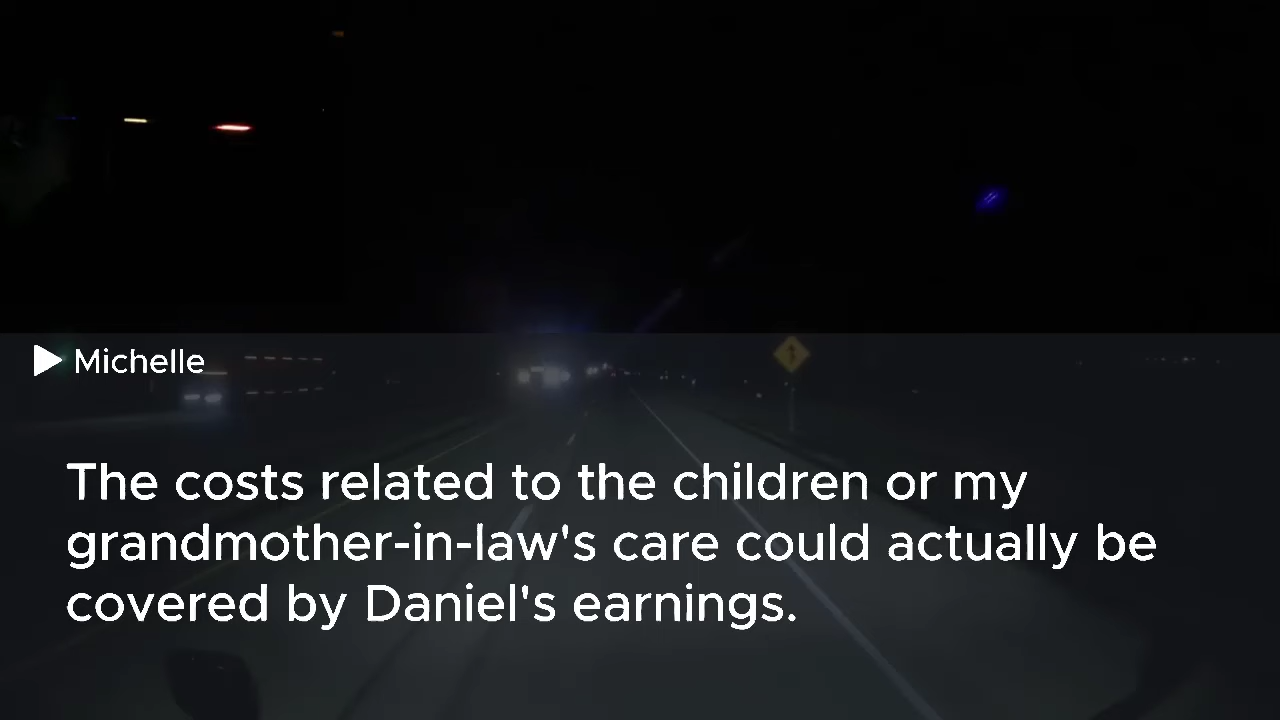 Michelle
The costs related to the children or my
grandmother-in-law's care could actually be
covered by Daniel's earnings.